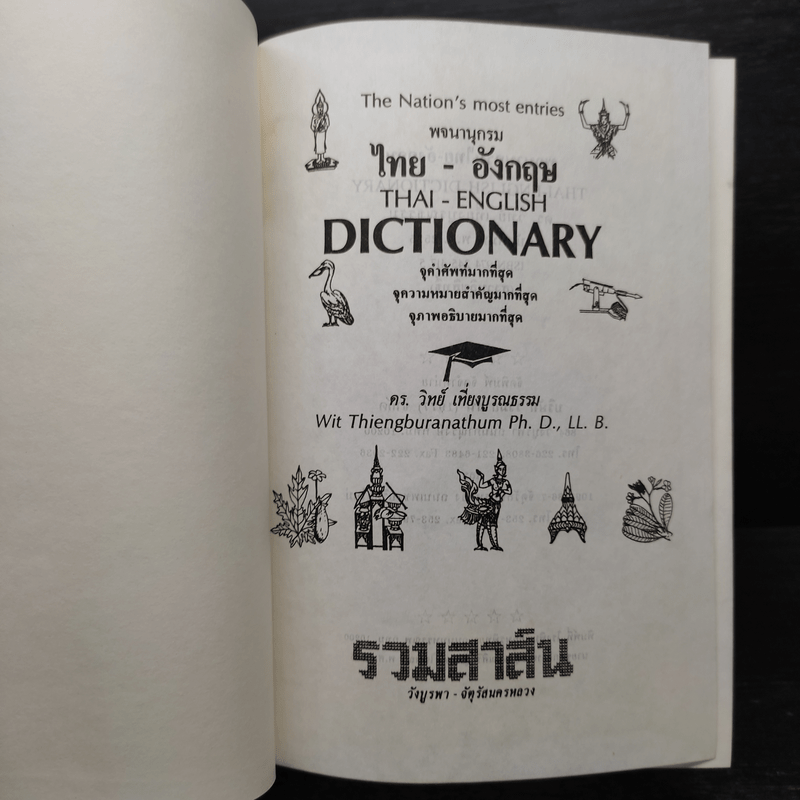 The Nation's most entries
พจนานุกรม
ไทย - อังกฤษ
THAI - ENGLISH
DICTIONARY
จุคำศัพท์มากที่สุด
จุความหมายสำคัญมากที่สุด
จุภาพอธิบายมากที่สุด
ดร. วิทย์ เที่ยงบูรณธรรม
Wit Thiengburanathum Ph. D., LL. B.
รวมสาส์น
วังบูรพา - จัตุรัสนครหลวง